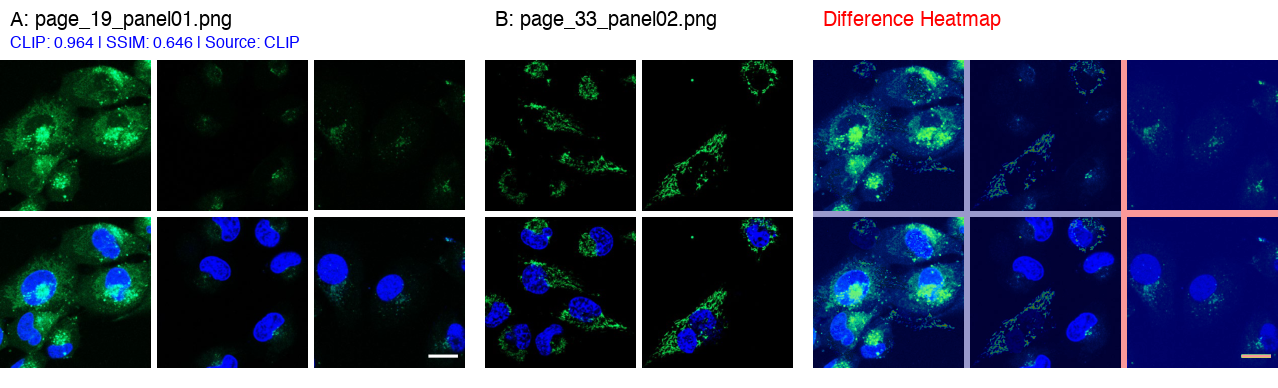 A: page_19_panel01.png
CLIP: 0.964 | SSIM: 0.646 | Source: CLIP
B: page_33_panel02.png
Difference Heatmap